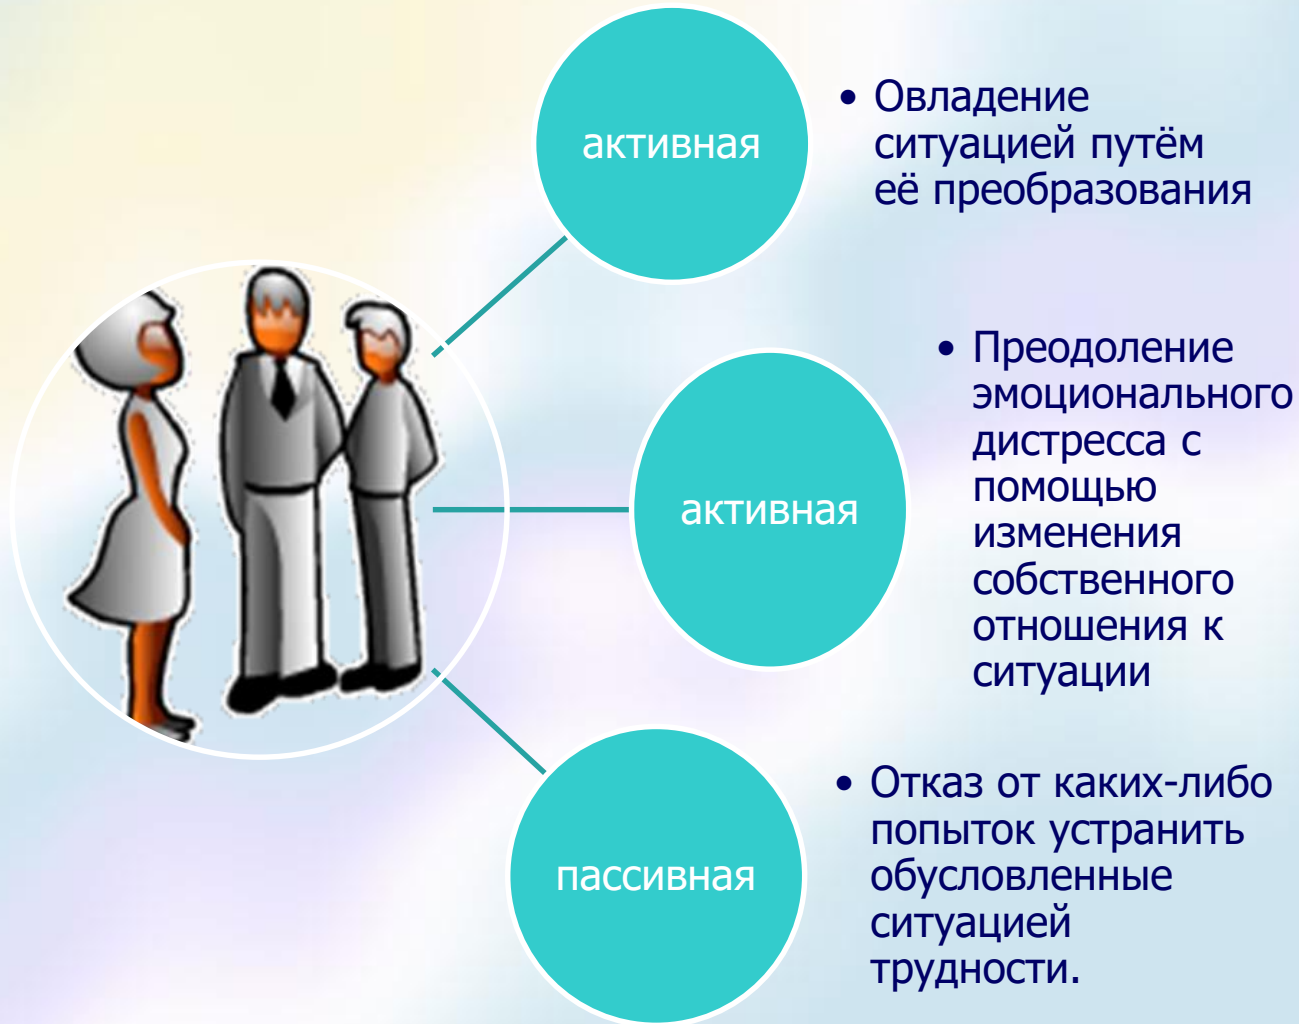 активная
• Овладение
ситуацией путём
её преобразования
активная
• Преодоление
эмоционального
дистресса с
помощью
изменения
собственного
отношения к
ситуации
пассивная
• Отказ от каких-либо
попыток устранить
обусловленные
ситуацией
трудности.